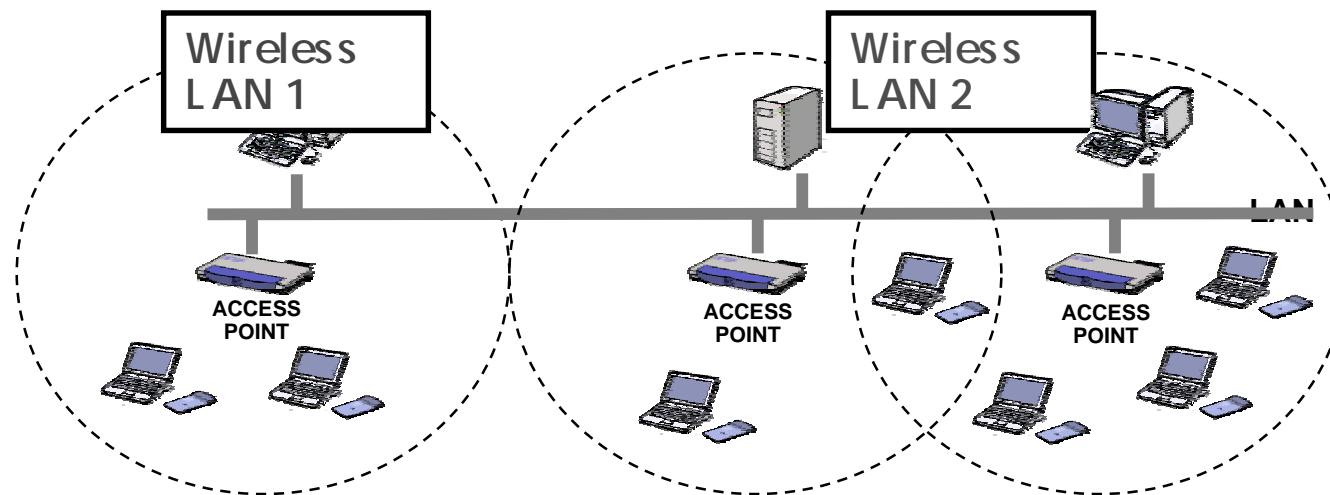 Wireless
LAN 1
Wireless
LAN 2
LAN
ACCESS
POINT
ACCESS
POINT
ACCESS
POINT